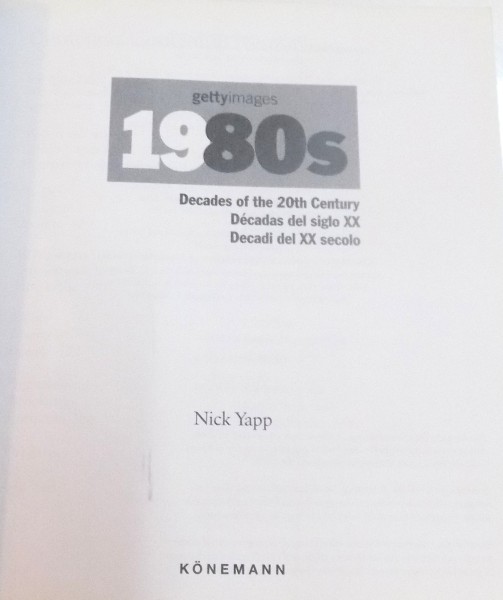 gettyimages
1980s
Decades of the 20th Century
Décadas del siglo XX
Decadi del XX secolo
Nick Yapp
KÖNEMANN